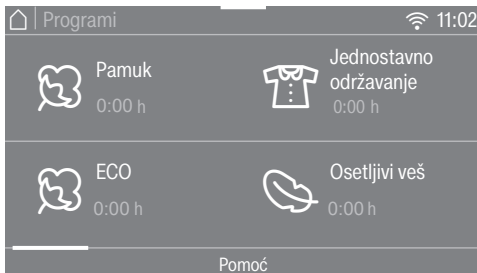 Programi 11:02
Pamuk
0:00 h
Jednostavno
održavanje
0:00 h
ECO
0:00 h
Osetljivi veš
0:00 h
Pomoć